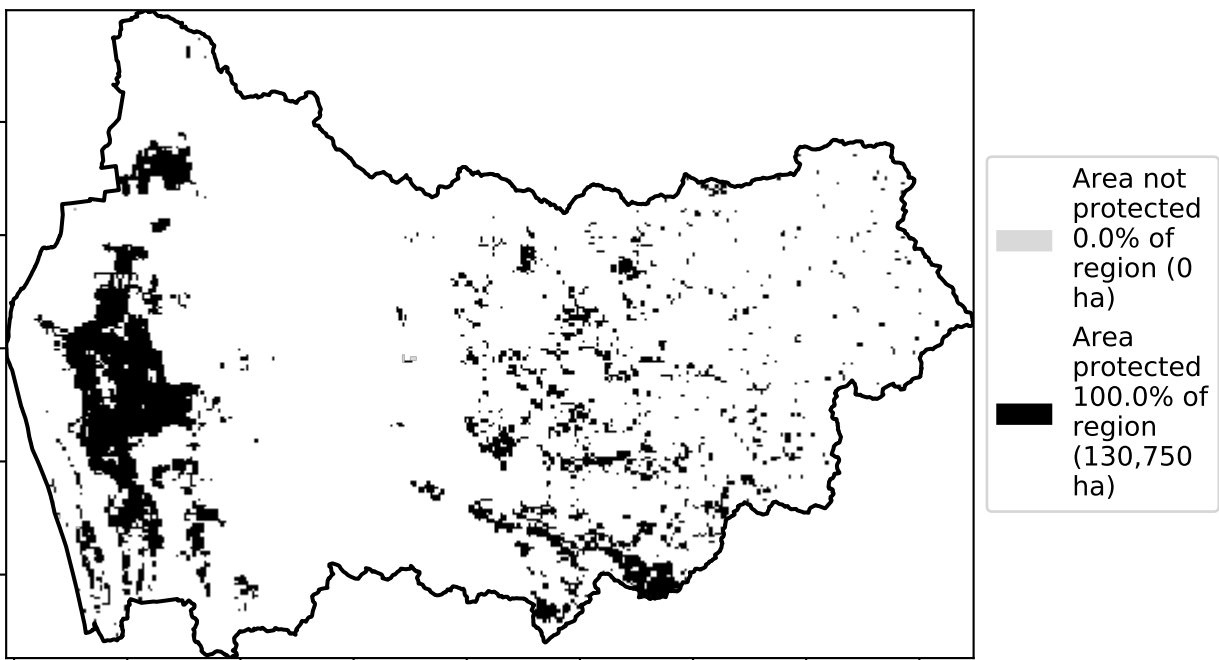 Area not
protected
0.0% of
region (0
ha)
Area
protected
100.0% of
region
(130,750
ha)